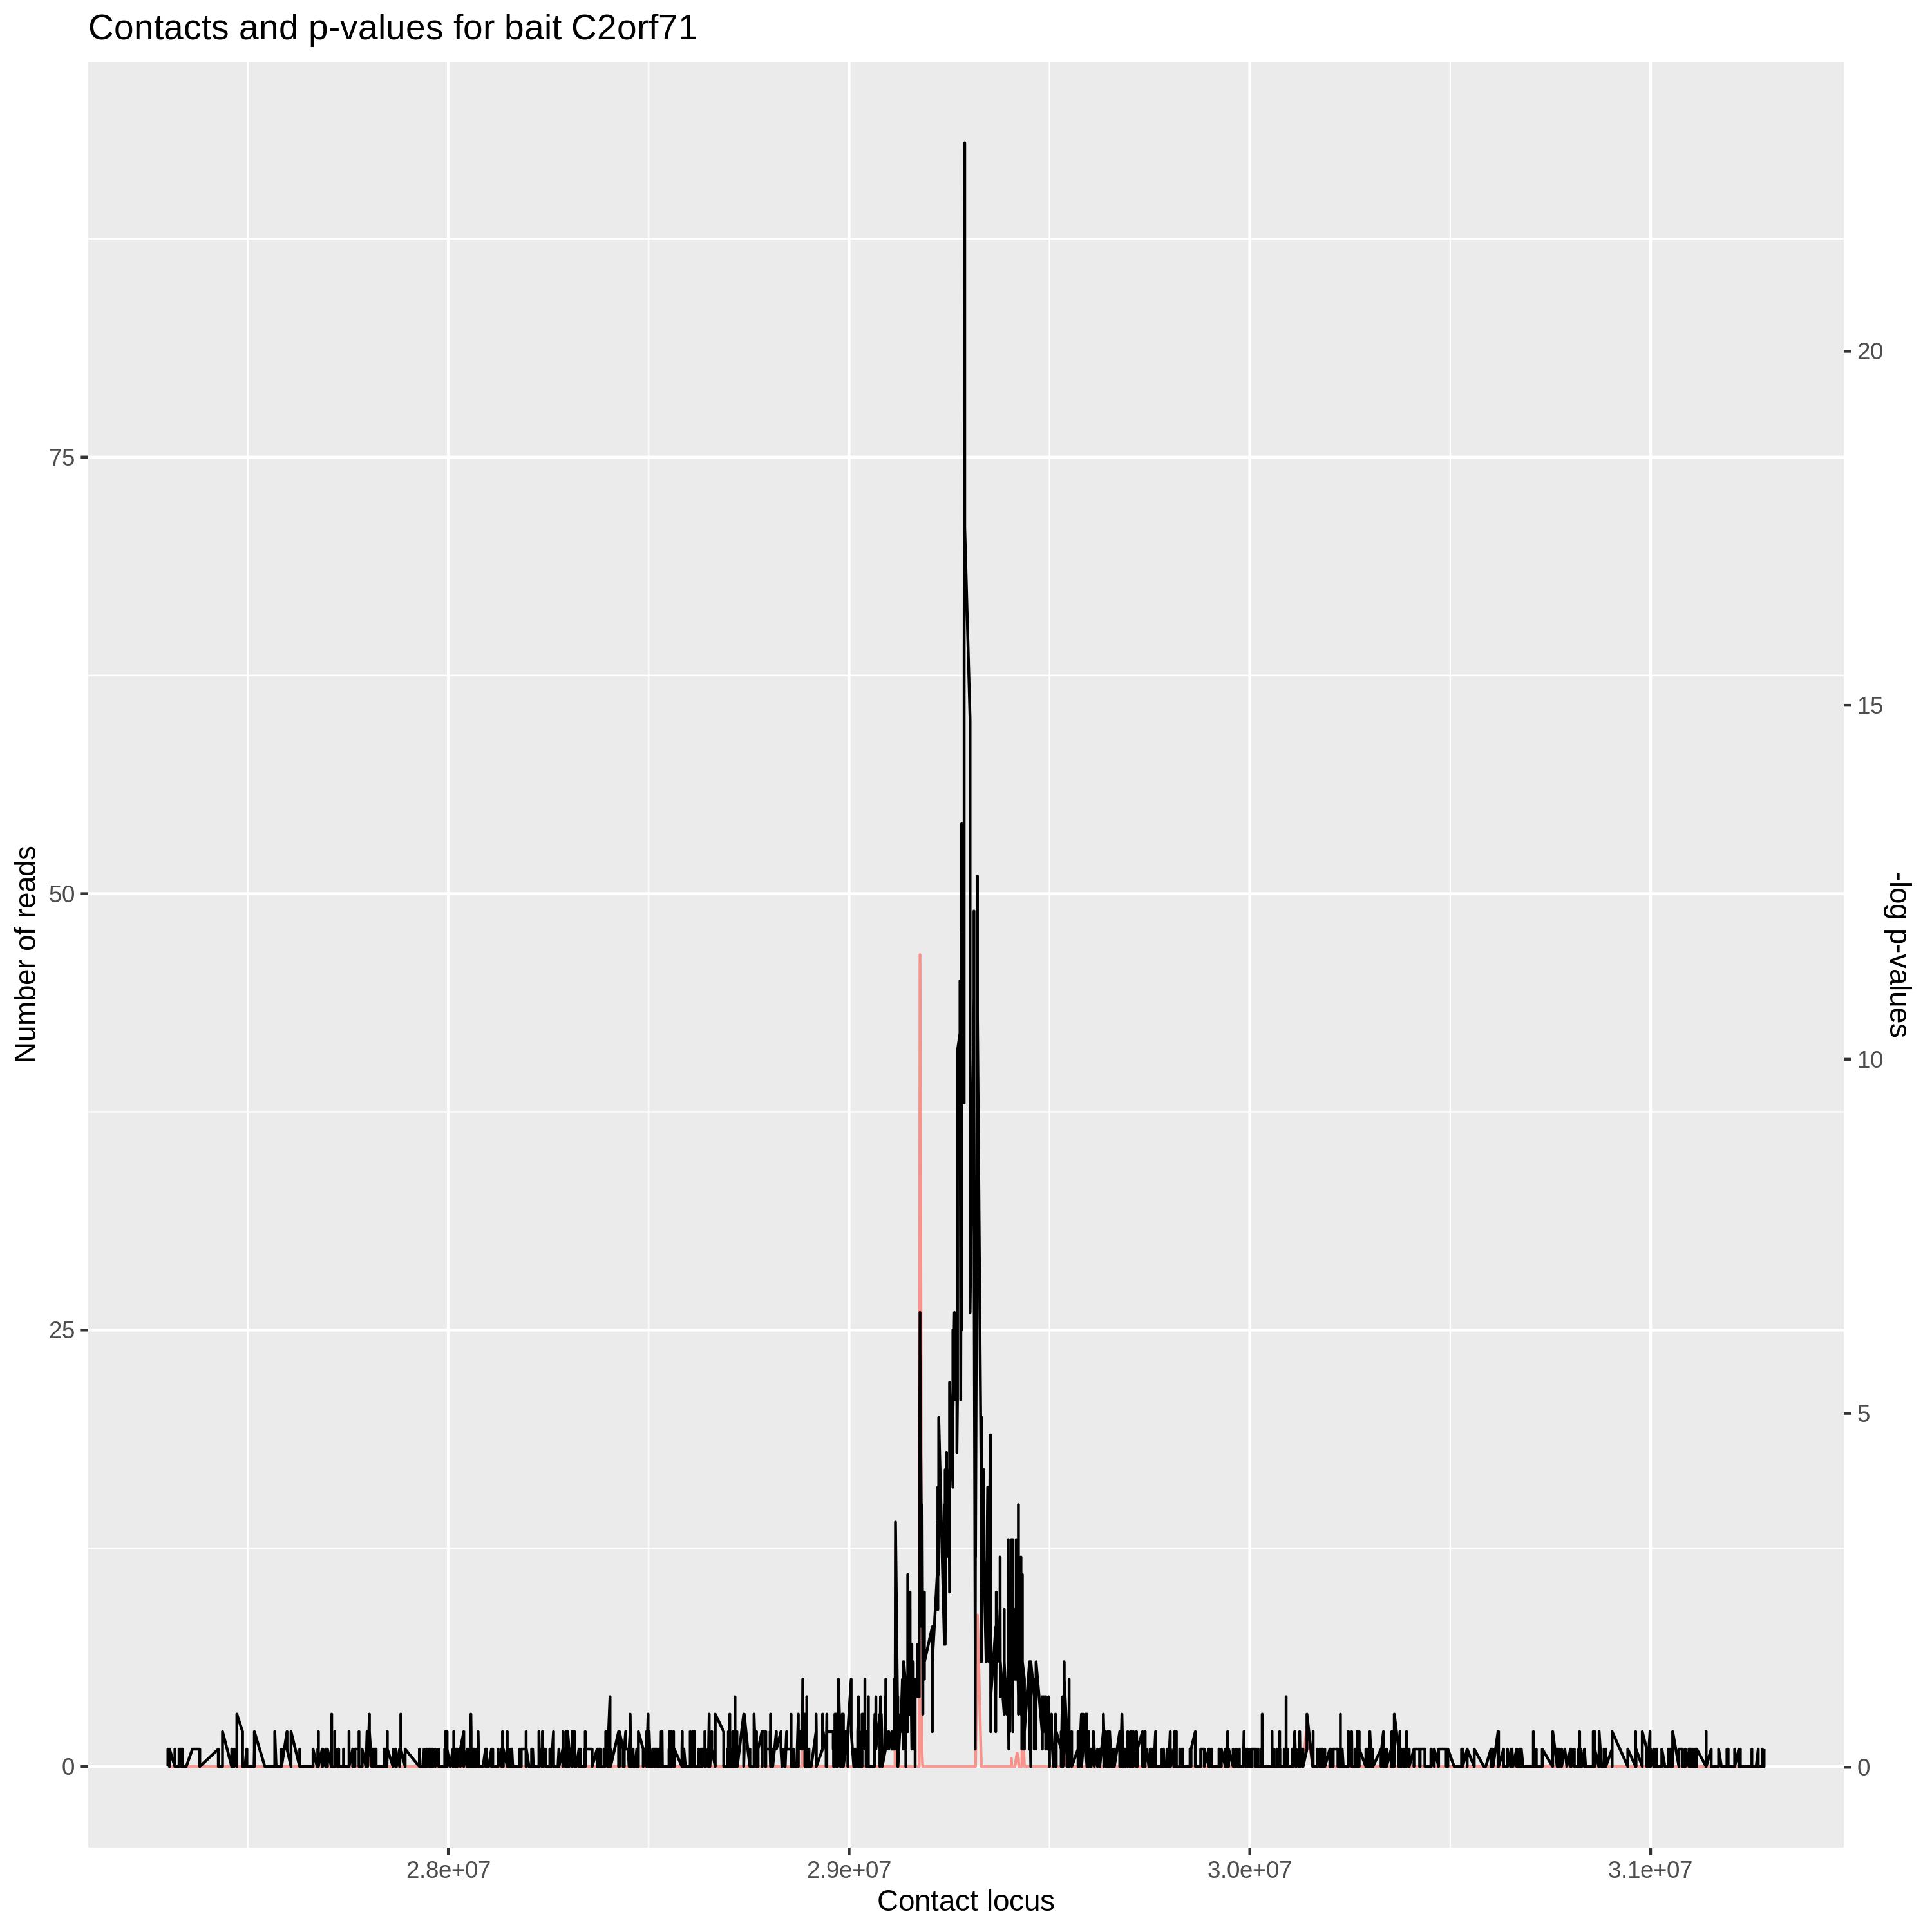 Contacts and p-values for bait C2orf71
Number of reads
75
50
25
0
20
15
10
5
0
-log p-values
2.8e+07
2.9e+07
3.0e+07
3.1e+07
Contact locus